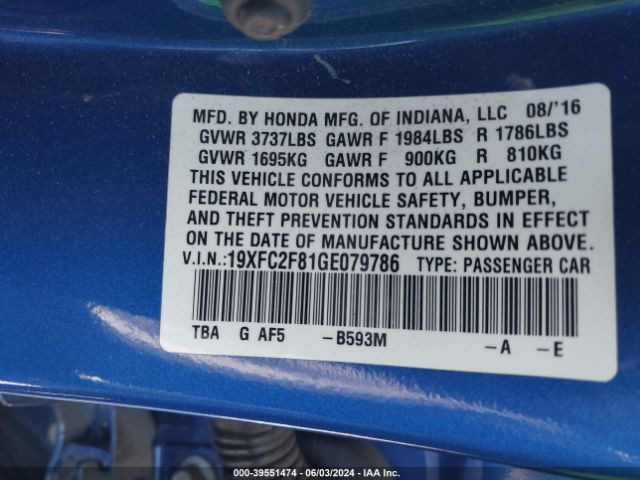 MFD. BY HONDA MFG. OF INDIANA, LLC 08/'16
GVWR 3737LBS GAWR F 1984LBS R 1786LBS
GVWR 1695KG GAWR F 900KG R 810KG
THIS VEHICLE CONFORMS TO ALL APPLICABLE
FEDERAL MOTOR VEHICLE SAFETY, BUMPER,
AND THEFT PREVENTION STANDARDS IN EFFECT
ON THE DATE OF MANUFACTURE SHOWN ABOVE.
V.I.N.:19XFC2F81GE079786 TYPE: PASSENGER CAR
TBA G AF5 -B593M -A -E
000-39551474 - 06/03/2024 - IAA Inc.